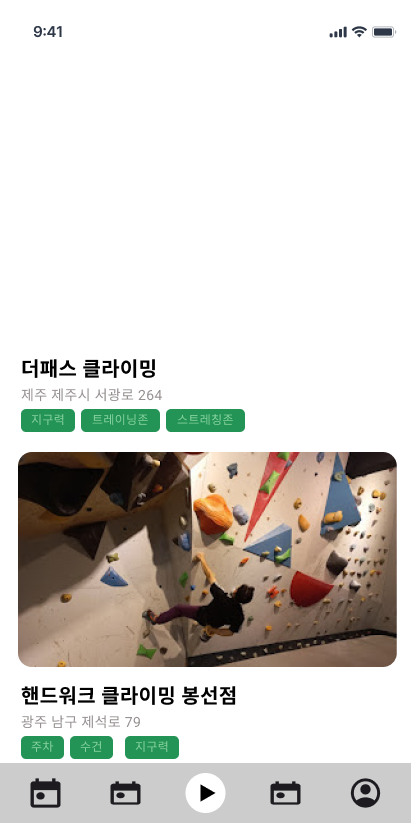 9:41
더패스 클라이밍
제주 제주시 서광로 264
지구력 트레이닝존 스트레칭존
핸드워크 클라이밍 봉선점
광주 남구 제석로 79
주차 수건 지구력